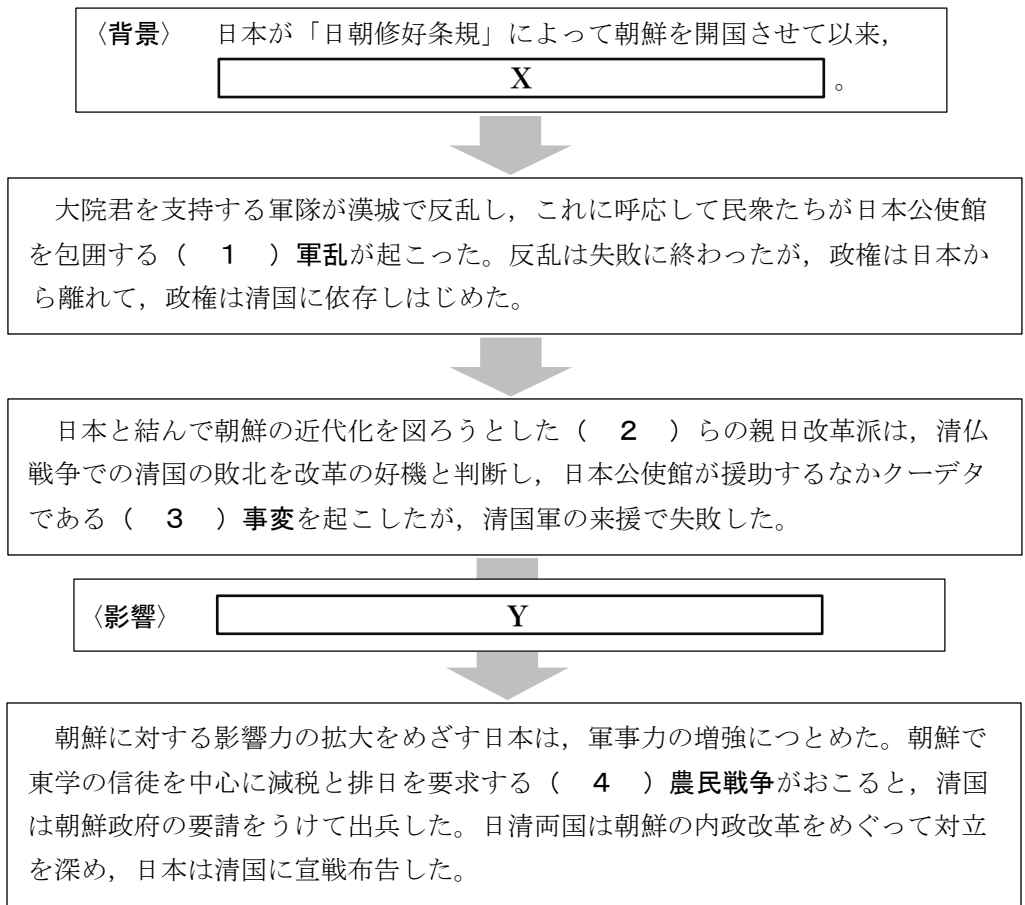 〈背景〉　日本が「日朝修好条規」によって朝鮮を開国させて以来，
X 。
大院君を支持する軍隊が漢城で反乱し，これに呼応して民衆たちが日本公使館
を包囲する（　1　）軍乱が起こった。反乱は失敗に終わったが，政権は日本か
ら離れて，政権は清国に依存しはじめた。
日本と結んで朝鮮の近代化を図ろうとした（　2　）らの親日改革派は，清仏
戦争での清国の敗北を改革の好機と判断し，日本公使館が援助するなかクーデタ
である（　3　）事変を起こしたが，清国軍の来援で失敗した。
〈影響〉　Y
朝鮮に対する影響力の拡大をめざす日本は，軍事力の増強につとめた。朝鮮で
東学の信徒を中心に減税と排日を要求する（　4　）農民戦争がおこると，清国
は朝鮮政府の要請をうけて出兵した。日清両国は朝鮮の内政改革をめぐって対立
を深め，日本は清国に宣戦布告した。